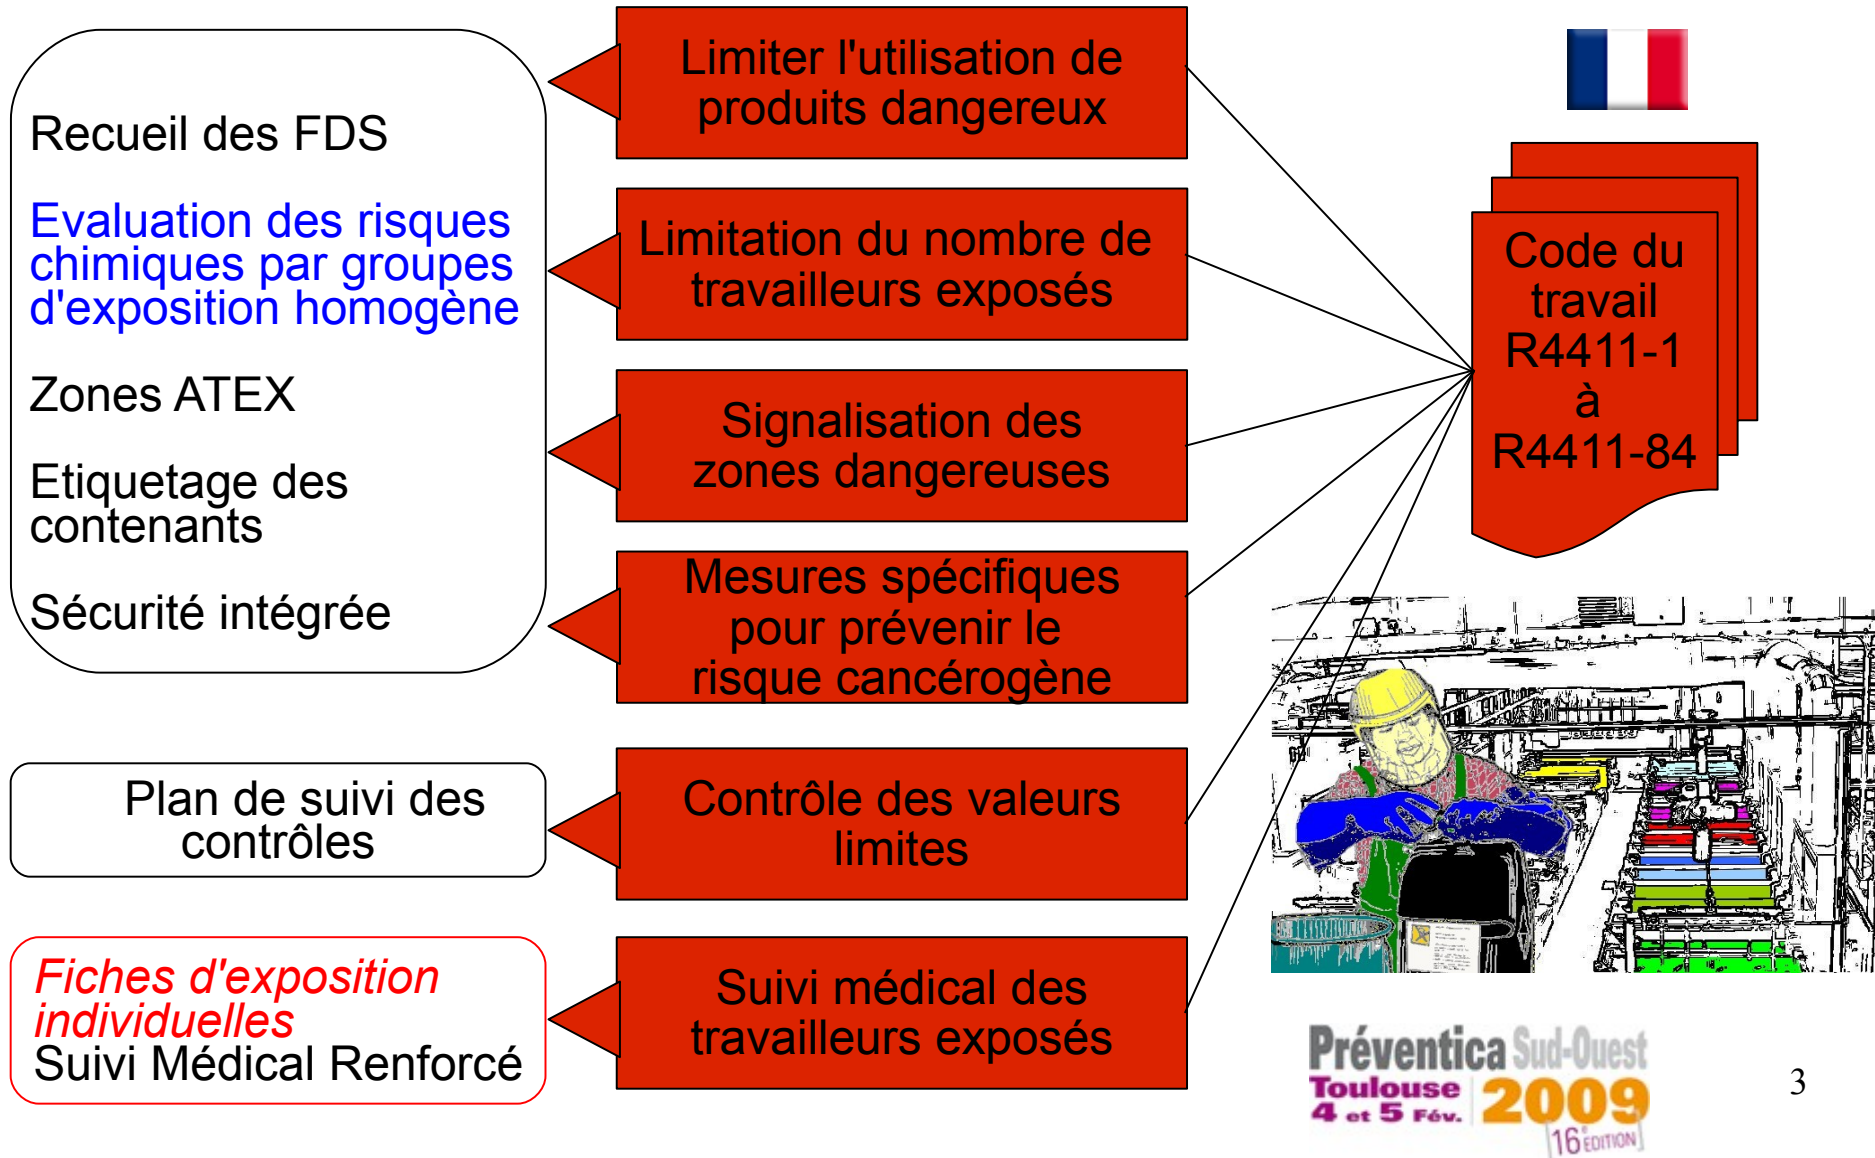 Recueil des FDS
Evaluation des risques
chimiques par groupes
d'exposition homogène
Zones ATEX
Etiquetage des
contenants
Sécurité intégrée
Plan de suivi des
contrôles
Fiches d'exposition
individuelles
Suivi Médical Renforcé
Limiter l'utilisation de
produits dangereux
Limitation du nombre de
travailleurs exposés
Signalisation des
zones dangereuses
Mesures spécifiques
pour prévenir le
risque cancérogène
Contrôle des valeurs
limites
Suivi médical des
travailleurs exposés
Code du
travail
R4411-1
à
R4411-84
Préventica Sud-Ouest
Toulouse
4 et 5 Fév.
2009
16e EDITION
3